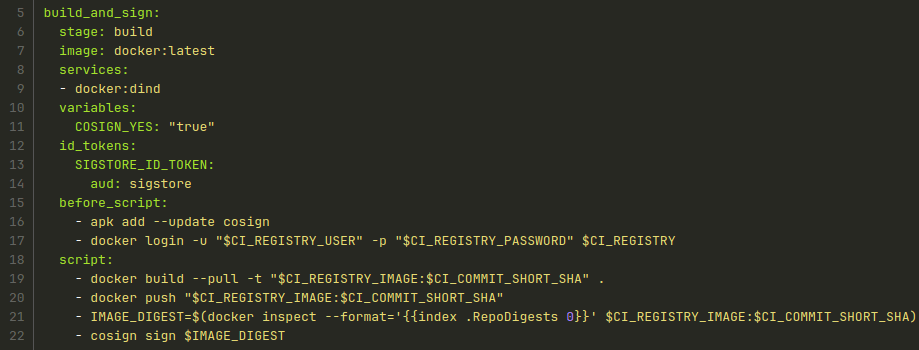 5 build_and_sign:
6   stage: build
7   image: docker:latest
8   services:
9   - docker:dind
10   variables:
11     COSIGN_YES: "true"
12   id_tokens:
13     SIGSTORE_ID_TOKEN:
14       aud: sigstore
15   before_script:
16     - apk add --update cosign
17     - docker login -u "$CI_REGISTRY_USER" -p "$CI_REGISTRY_PASSWORD" $CI_REGISTRY
18   script:
19     - docker build --pull -t "$CI_REGISTRY_IMAGE:$CI_COMMIT_SHORT_SHA" .
20     - docker push "$CI_REGISTRY_IMAGE:$CI_COMMIT_SHORT_SHA"
21     - IMAGE_DIGEST=$(docker inspect --format='{{index .RepoDigests 0}}' $CI_REGISTRY_IMAGE:$CI_COMMIT_SHORT_SHA)
22     - cosign sign $IMAGE_DIGEST